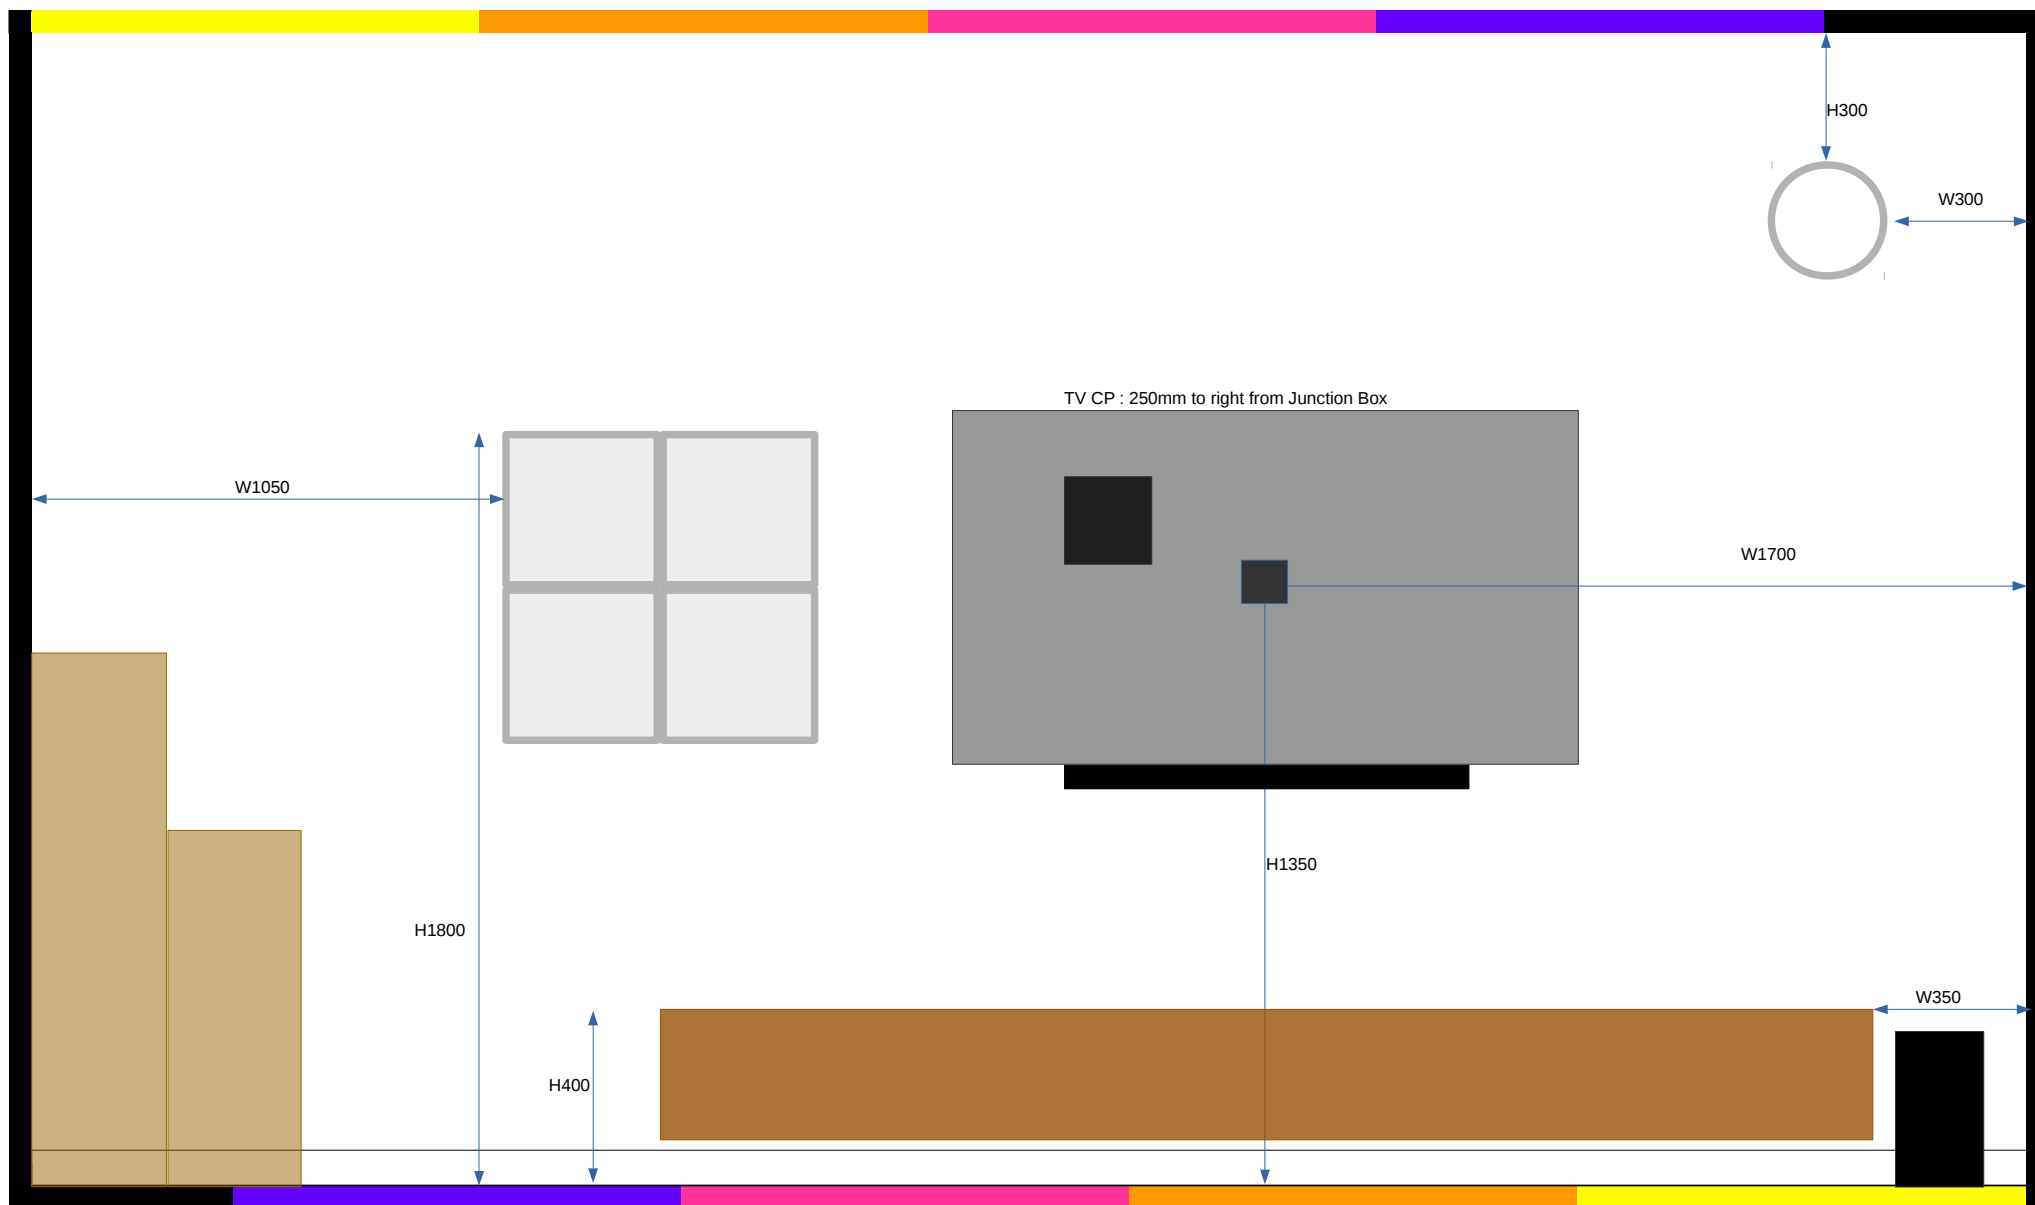 H300
W300
TV CP : 250mm to right from Junction Box
W1050
W1700
H1350
H1800
W350
H400